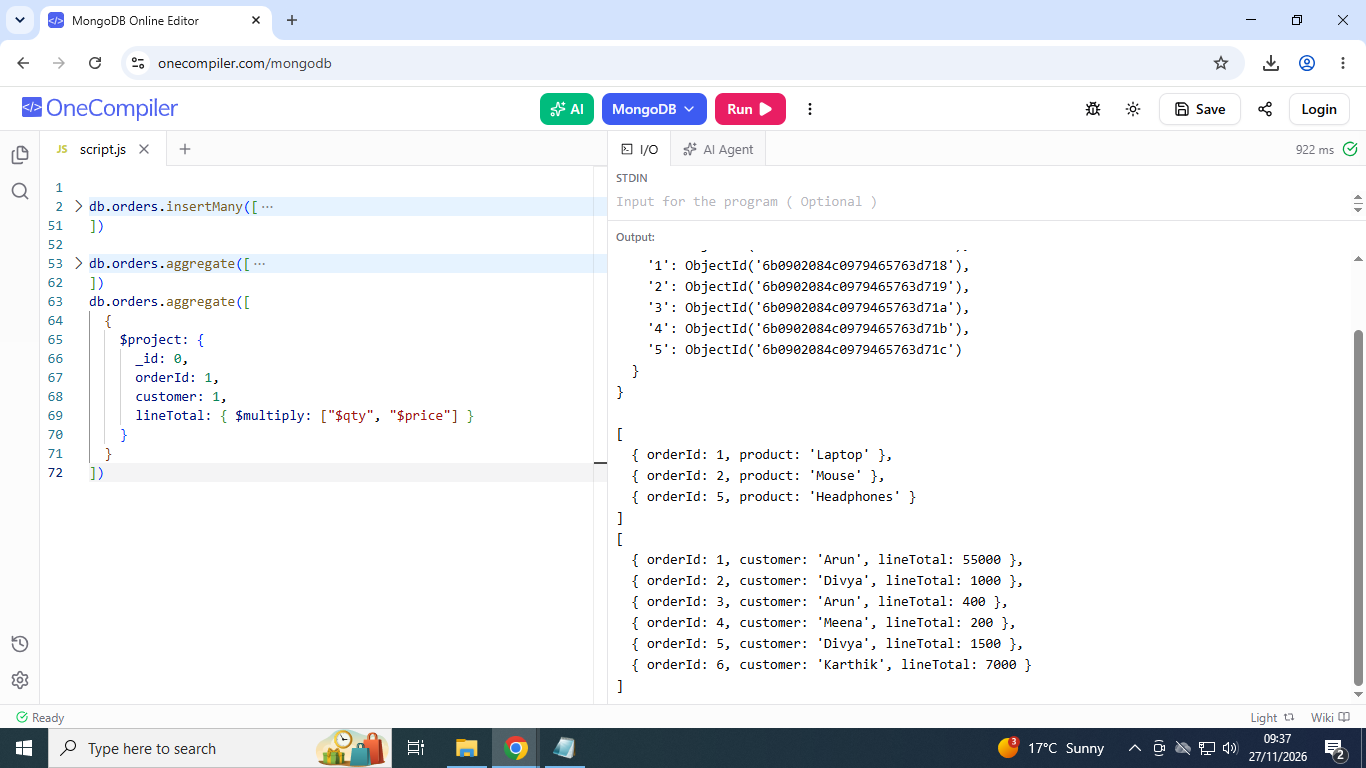 MongoDB Online Editor
onecompiler.com/mongodb
OneCompiler
AI
MongoDB
Run
Save
Login
JS script.js
I/O
AI Agent
922 ms
1
2 db.orders.insertMany([ ···
51 ])
52
53 db.orders.aggregate([ ···
62 ])
63 db.orders.aggregate([
64 {
65 $project: {
66 _id: 0,
67 orderId: 1,
68 customer: 1,
69 lineTotal: { $multiply: ["$qty", "$price"] }
70 }
71 }
72 ])
STDIN
Input for the program ( Optional )
Output:
'1': ObjectId('6b0902084c0979465763d718'),
'2': ObjectId('6b0902084c0979465763d719'),
'3': ObjectId('6b0902084c0979465763d71a'),
'4': ObjectId('6b0902084c0979465763d71b'),
'5': ObjectId('6b0902084c0979465763d71c')
}
}
[
{ orderId: 1, product: 'Laptop' },
{ orderId: 2, product: 'Mouse' },
{ orderId: 5, product: 'Headphones' }
]
[
{ orderId: 1, customer: 'Arun', lineTotal: 55000 },
{ orderId: 2, customer: 'Divya', lineTotal: 1000 },
{ orderId: 3, customer: 'Arun', lineTotal: 400 },
{ orderId: 4, customer: 'Meena', lineTotal: 200 },
{ orderId: 5, customer: 'Divya', lineTotal: 1500 },
{ orderId: 6, customer: 'Karthik', lineTotal: 7000 }
]
Ready
Light
Wiki
Type here to search
3
17°C Sunny
09:37
27/11/2026
2